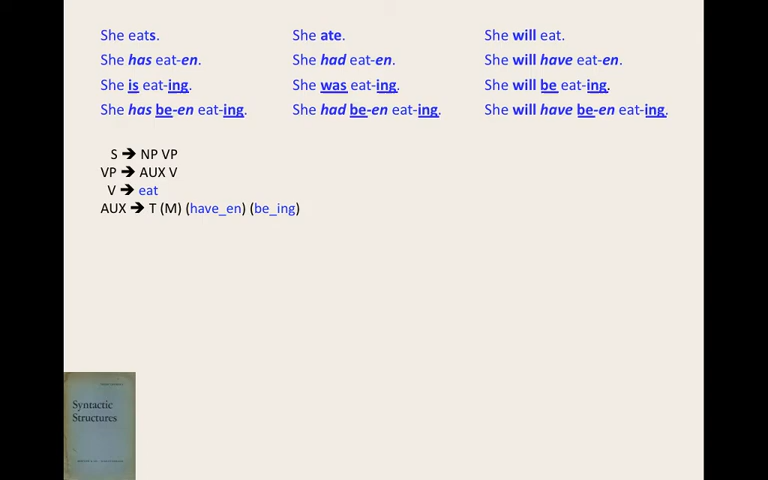 She eats. She ate. She will eat.
She has eat-en. She had eat-en. She will have eat-en.
She is eat-ing. She was eat-ing. She will be eat-ing.
She has be-en eat-ing. She had be-en eat-ing. She will have be-en eat-ing.
S ➔ NP VP
VP ➔ AUX V
V ➔ eat
AUX ➔ T (M) (have_en) (be_ing)
Syntactic
Structures